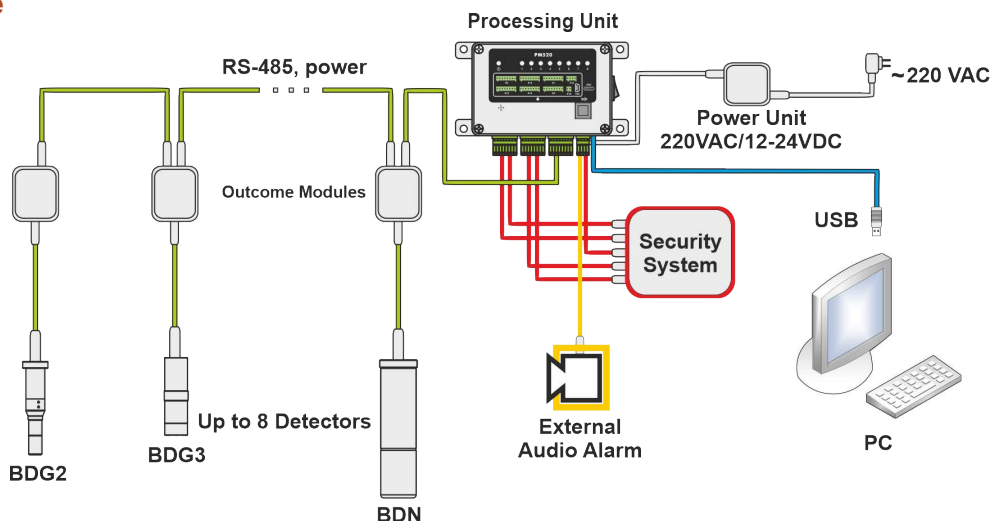 e
Processing Unit
PM520
RS-485, power
~220 VAC
Power Unit
220VAC/12-24VDC
Outcome Modules
USB
Security
System
Up to 8 Detectors
BDG2
BDG3
BDN
External
Audio Alarm
PC